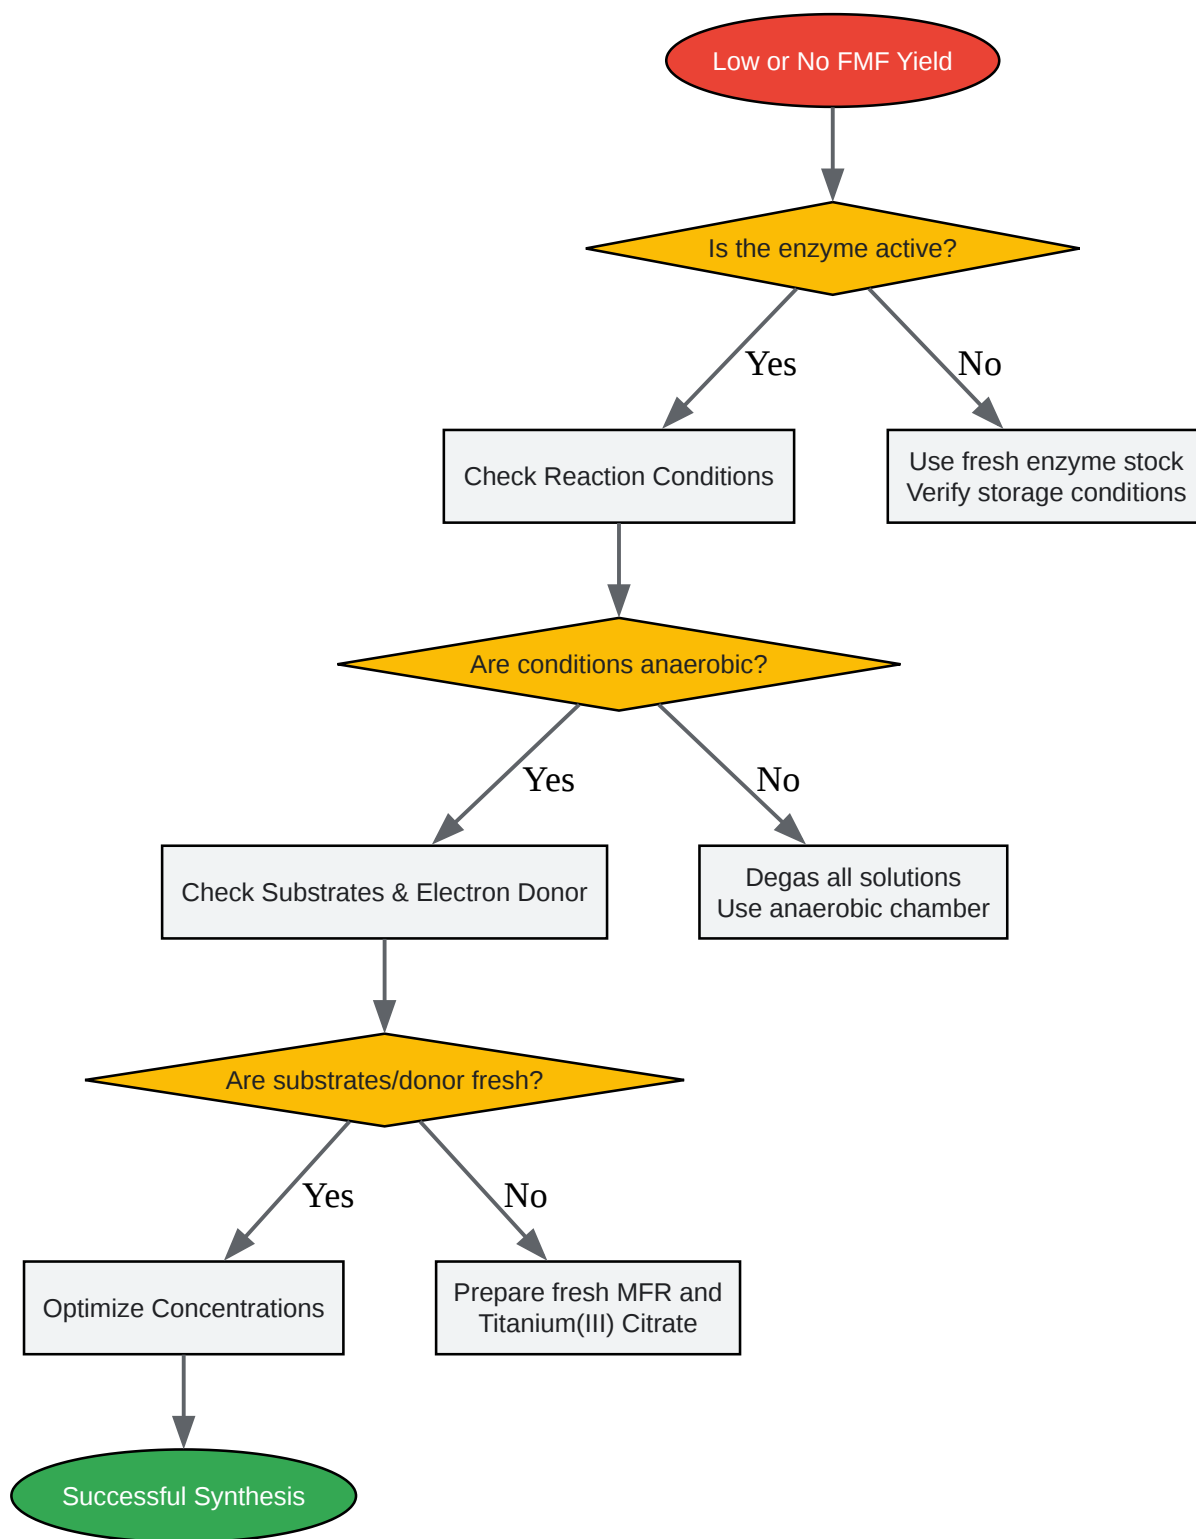 Low or No FMF Yield
Is the enzyme active?
Yes
No
Check Reaction Conditions
Use fresh enzyme stock
Verify storage conditions
Are conditions anaerobic?
Yes
No
Check Substrates & Electron Donor
Degas all solutions
Use anaerobic chamber
Are substrates/donor fresh?
Yes
No
Optimize Concentrations
Prepare fresh MFR and
Titanium(III) Citrate
Successful Synthesis